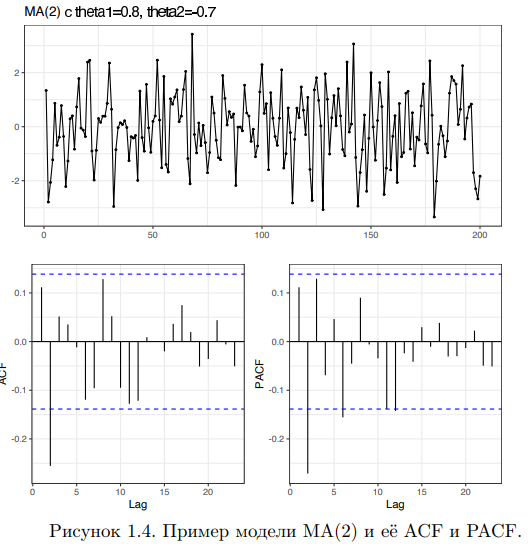 MA(2) с theta1=0.8, theta2=-0.7
2
0
-2
0 50 100 150 200
0.1
0.0
-0.1
-0.2
ACF
0 5 10 15 20
Lag
0.1
0.0
-0.1
-0.2
PACF
0 5 10 15 20
Lag
Рисунок 1.4. Пример модели MA(2) и её ACF и PACF.